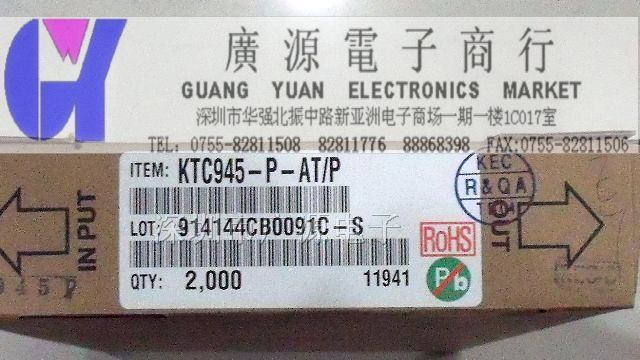 廣源電子商行
GUANG YUAN ELECTRONICS MARKET
深圳市华强北振中路新亚洲电子商场一期一楼1C017室
TEL: 0755-82811508 82811776 88868398 FAX:0755-82811506
ITEM: KTC945-P-AT/P
LOT: 914144CB0091C-S
QTY: 2,000 11941
RoHS
Pb
KEC
R&QA
INPUT
OUT
945P